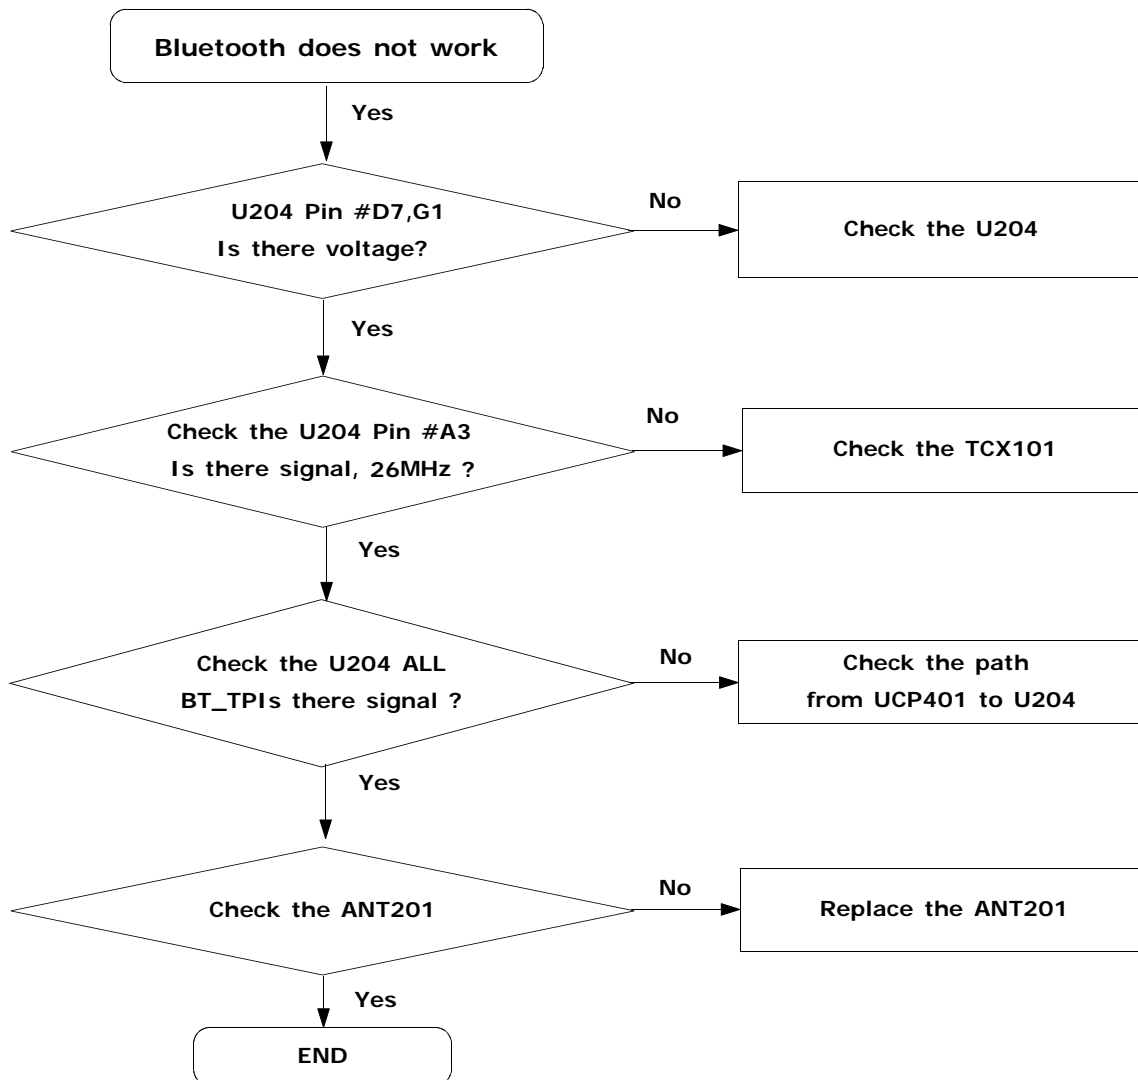 Bluetooth does not work
Yes
U204 Pin #D7,G1
Is there voltage?
No
Check the U204
Yes
Check the U204 Pin #A3
Is there signal, 26MHz ?
No
Check the TCX101
Yes
Check the U204 ALL
BT_TPIs there signal ?
No
Check the path
from UCP401 to U204
Yes
Check the ANT201
No
Replace the ANT201
Yes
END